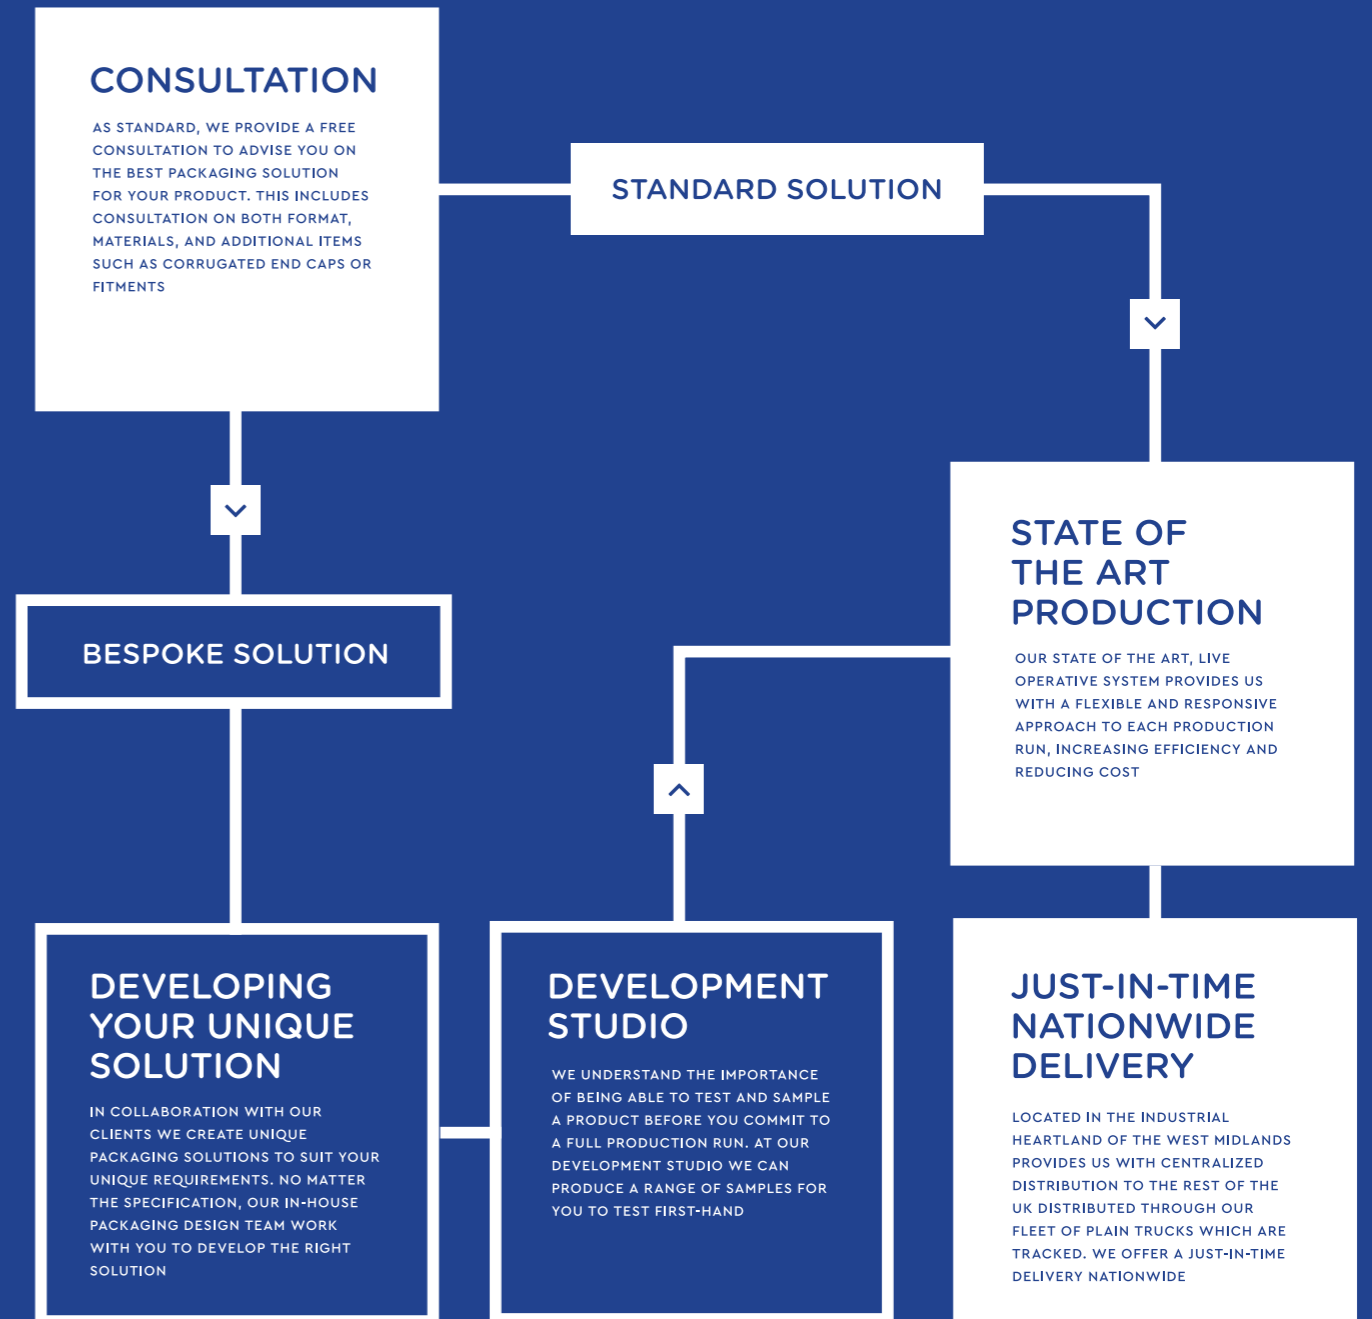 CONSULTATION
AS STANDARD, WE PROVIDE A FREE
CONSULTATION TO ADVISE YOU ON
THE BEST PACKAGING SOLUTION
FOR YOUR PRODUCT. THIS INCLUDES
CONSULTATION ON BOTH FORMAT,
MATERIALS, AND ADDITIONAL ITEMS
SUCH AS CORRUGATED END CAPS OR
FITMENTS
STANDARD SOLUTION
BESPOKE SOLUTION
STATE OF
THE ART
PRODUCTION
OUR STATE OF THE ART, LIVE
OPERATIVE SYSTEM PROVIDES US
WITH A FLEXIBLE AND RESPONSIVE
APPROACH TO EACH PRODUCTION
RUN, INCREASING EFFICIENCY AND
REDUCING COST
DEVELOPING
YOUR UNIQUE
SOLUTION
IN COLLABORATION WITH OUR
CLIENTS WE CREATE UNIQUE
PACKAGING SOLUTIONS TO SUIT YOUR
UNIQUE REQUIREMENTS. NO MATTER
THE SPECIFICATION, OUR IN-HOUSE
PACKAGING DESIGN TEAM WORK
WITH YOU TO DEVELOP THE RIGHT
SOLUTION
DEVELOPMENT
STUDIO
WE UNDERSTAND THE IMPORTANCE
OF BEING ABLE TO TEST AND SAMPLE
A PRODUCT BEFORE YOU COMMIT TO
A FULL PRODUCTION RUN. AT OUR
DEVELOPMENT STUDIO WE CAN
PRODUCE A RANGE OF SAMPLES FOR
YOU TO TEST FIRST-HAND
JUST-IN-TIME
NATIONWIDE
DELIVERY
LOCATED IN THE INDUSTRIAL
HEARTLAND OF THE WEST MIDLANDS
PROVIDES US WITH CENTRALIZED
DISTRIBUTION TO THE REST OF THE
UK DISTRIBUTED THROUGH OUR
FLEET OF PLAIN TRUCKS WHICH ARE
TRACKED. WE OFFER A JUST-IN-TIME
DELIVERY NATIONWIDE